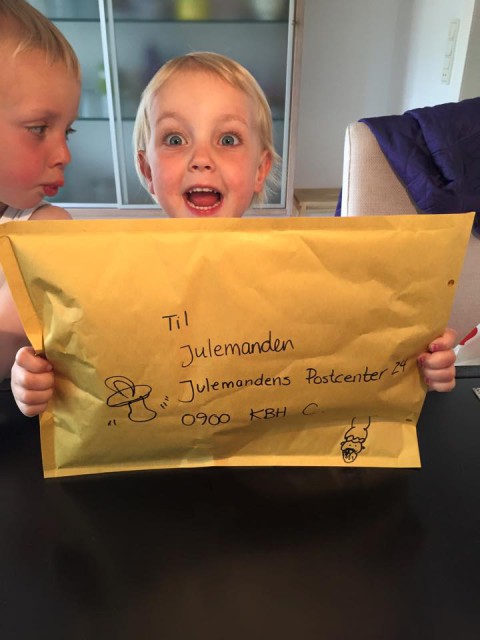 Til
Julemanden
Julemandens Postcenter 24
0900 KBH C